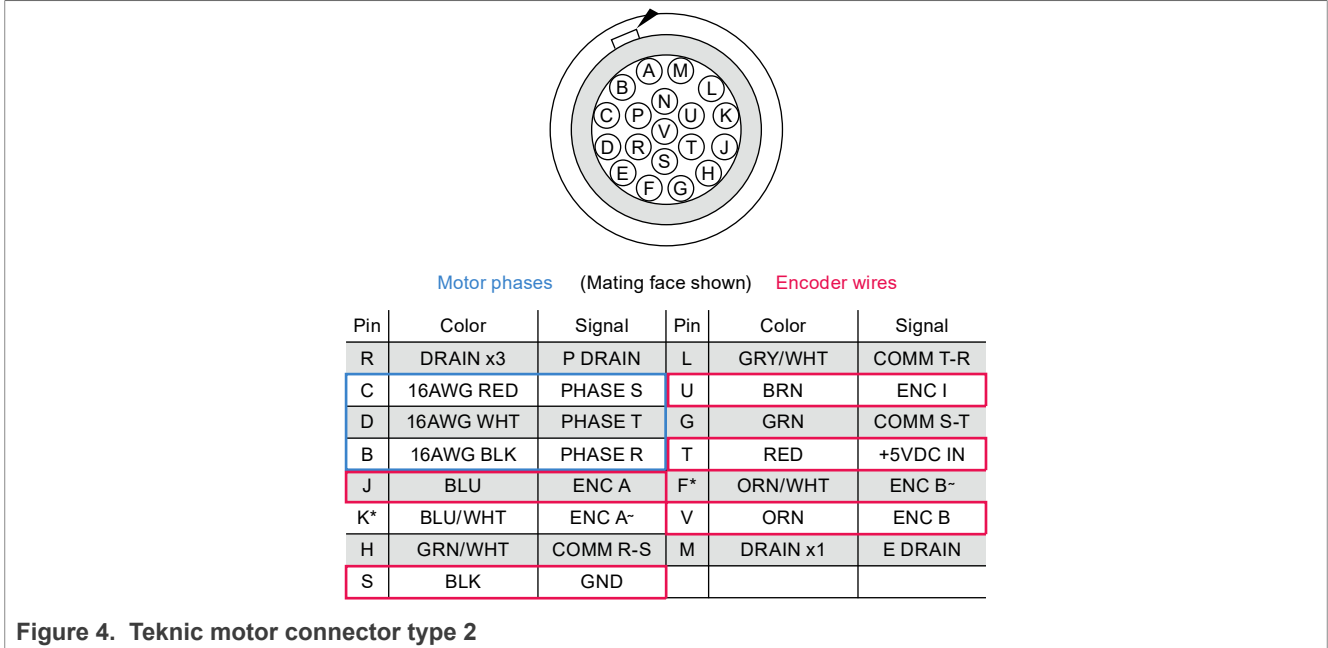 A M
B L
N
C P U K
V
D R T J
S
E H
F G
Motor phases (Mating face shown) Encoder wires
Pin Color Signal Pin Color Signal
R DRAIN x3 P DRAIN L GRY/WHT COMM T-R
C 16AWG RED PHASE S U BRN ENC I
D 16AWG WHT PHASE T G GRN COMM S-T
B 16AWG BLK PHASE R T RED +5VDC IN
J BLU ENC A F* ORN/WHT ENC B~
K* BLU/WHT ENC A~ V ORN ENC B
H GRN/WHT COMM R-S M DRAIN x1 E DRAIN
S BLK GND
Figure 4. Teknic motor connector type 2